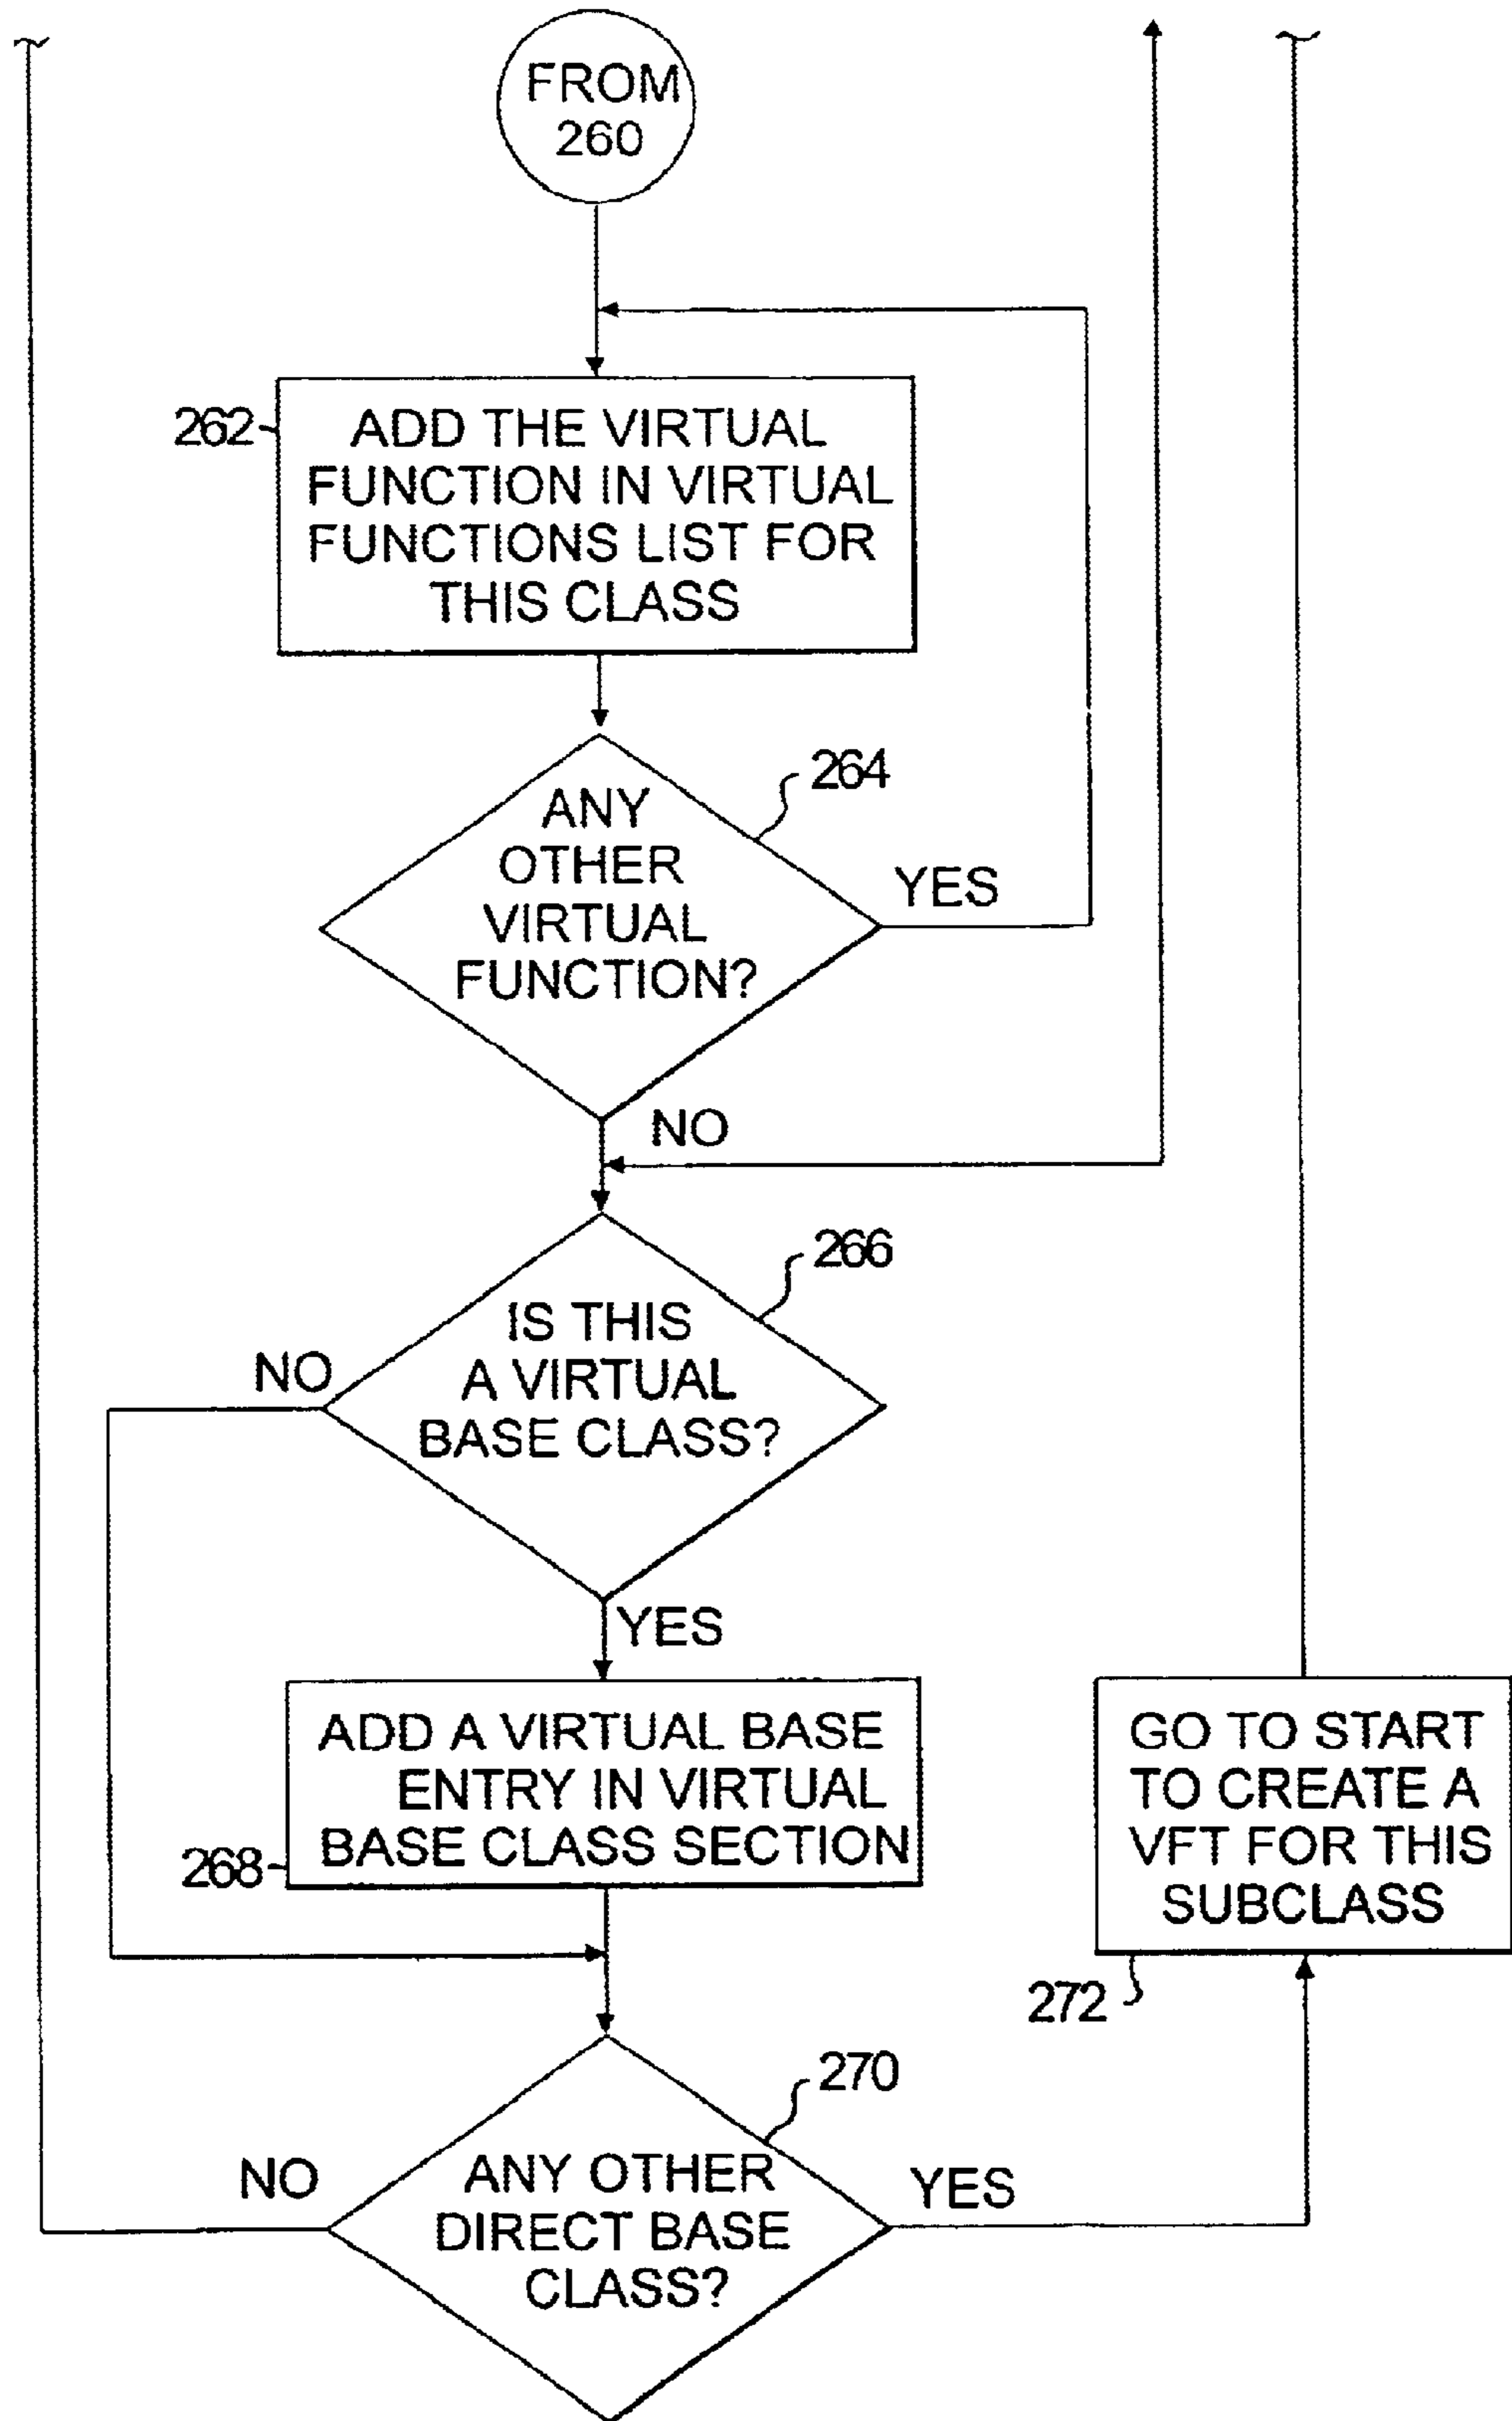 FROM
260
262
ADD THE VIRTUAL
FUNCTION IN VIRTUAL
FUNCTIONS LIST FOR
THIS CLASS
264
ANY
OTHER
VIRTUAL
FUNCTION?
YES
NO
266
IS THIS
A VIRTUAL
BASE CLASS?
NO
YES
ADD A VIRTUAL BASE
ENTRY IN VIRTUAL
BASE CLASS SECTION
268
GO TO START
TO CREATE A
VFT FOR THIS
SUBCLASS
272
270
ANY OTHER
DIRECT BASE
CLASS?
NO
YES